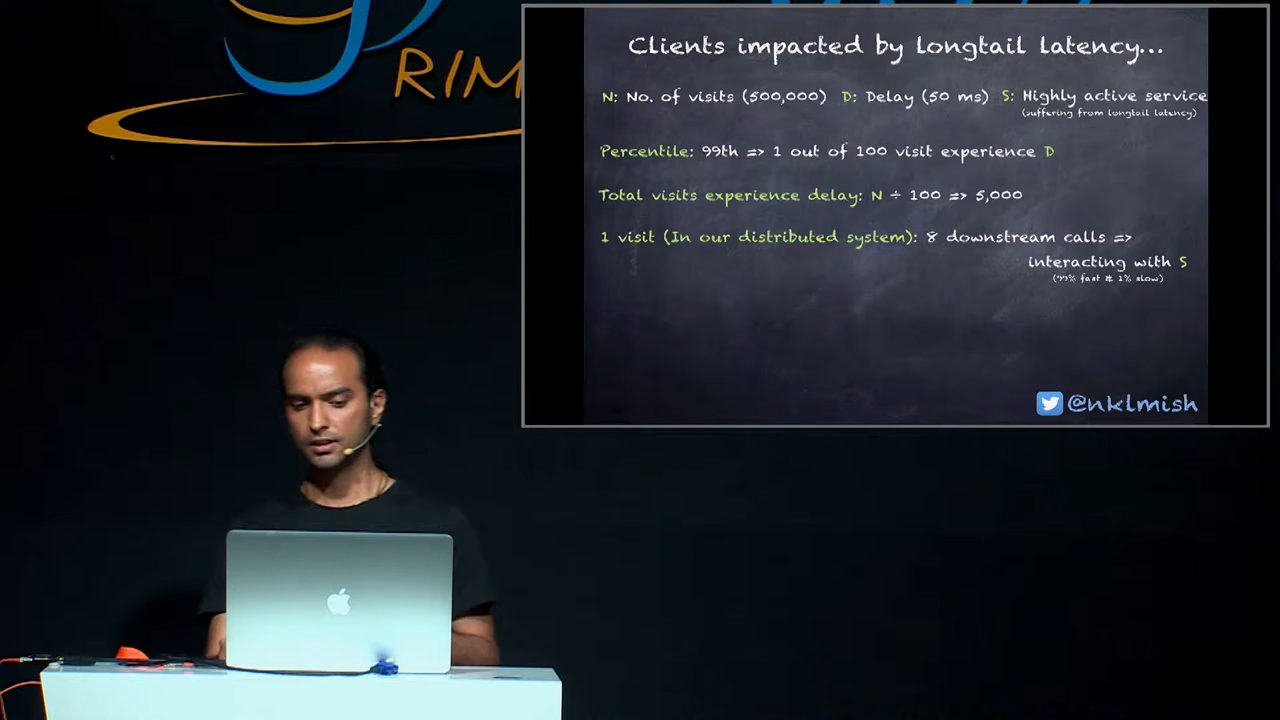 RIM
Clients impacted by longtail latency...
N: No. of visits (500,000) D: Delay (50 ms) S: Highly active service
(suffering from longtail latency)
Percentile: 99th => 1 out of 100 visit experience D
Total visits experience delay: N ÷ 100 => 5,000
1 visit (In our distributed system): 8 downstream calls =>
interacting with S
(99% fast & 1% slow)
@nklmish